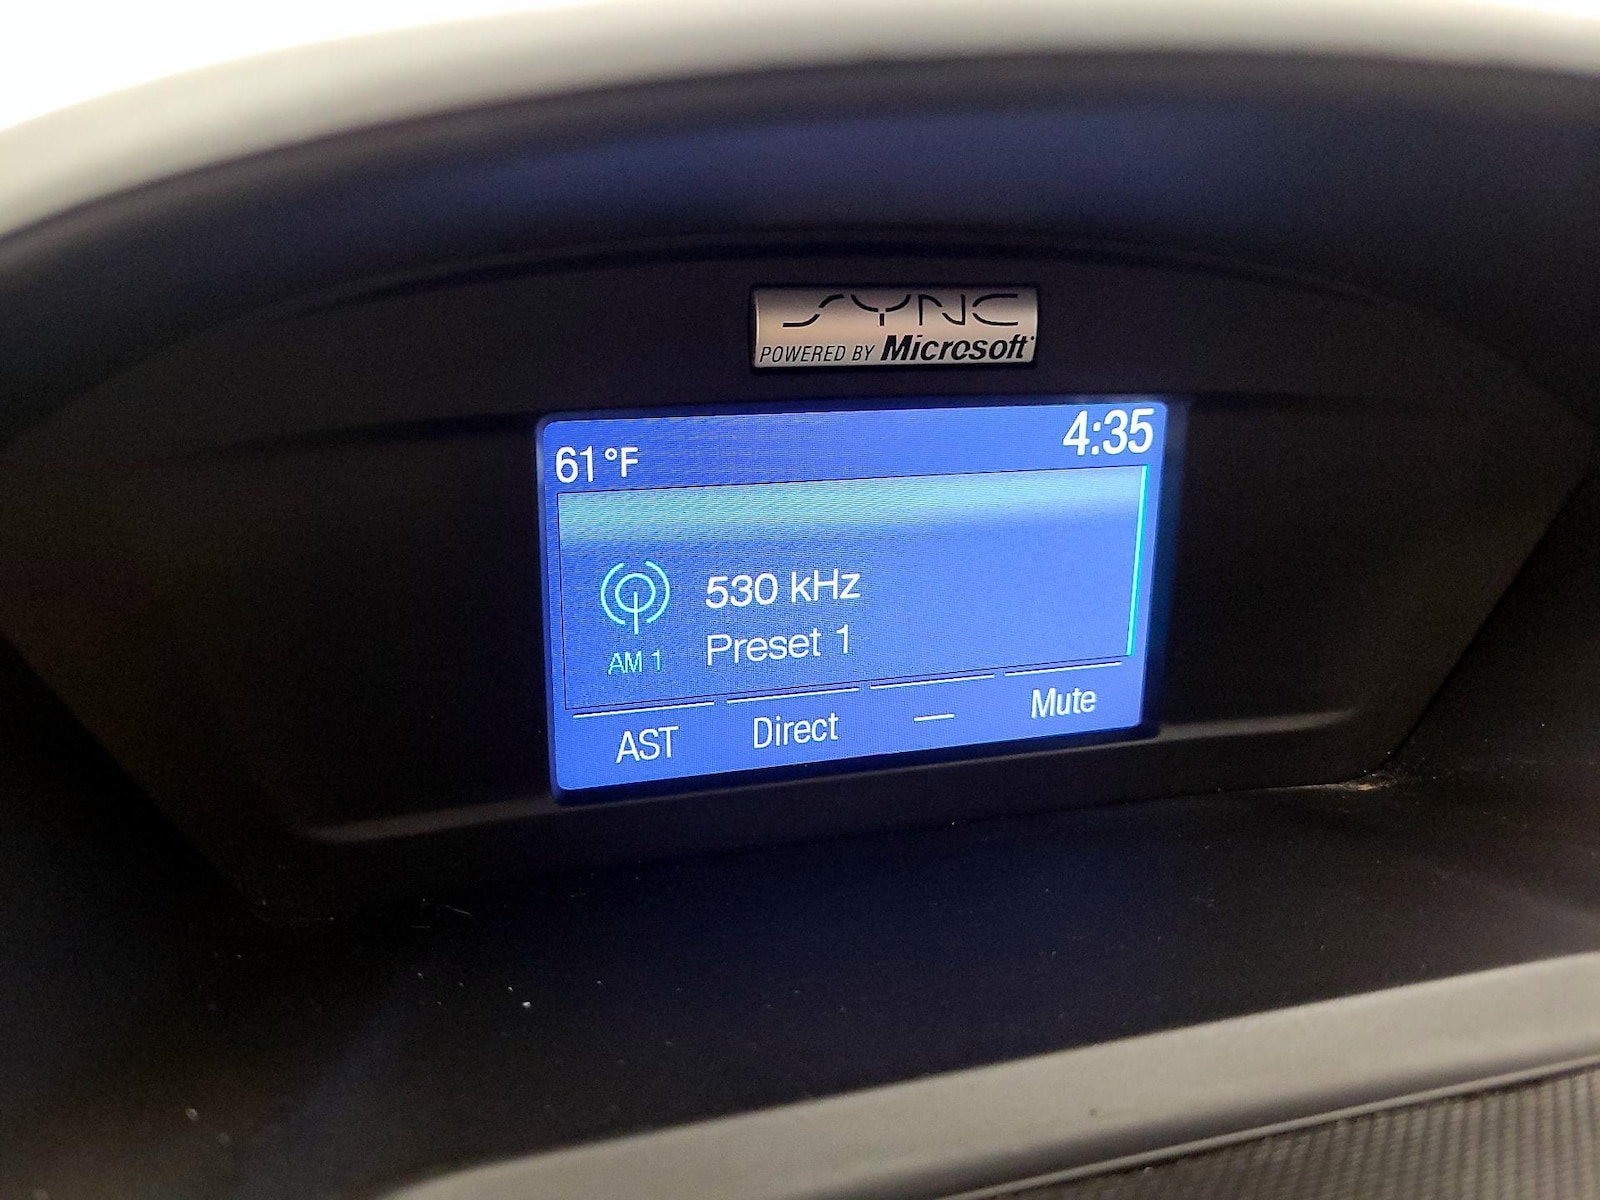 SYNC
POWERED BY Microsoft
61°F 4:35
530 kHz
Preset 1
AM 1
AST Direct — Mute